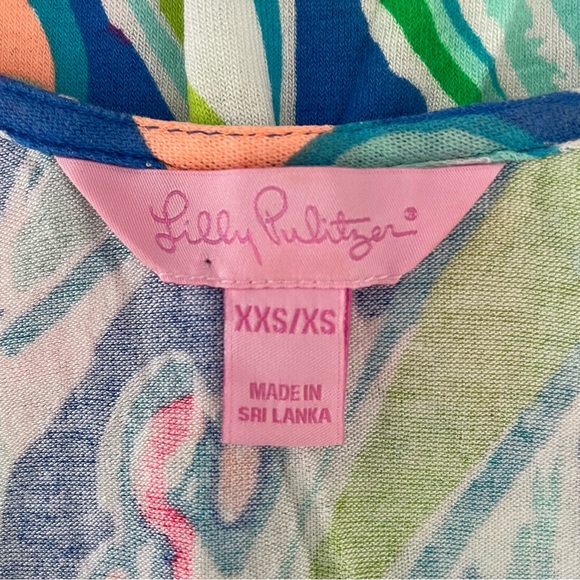 Lilly Pulitzer®
XXS/XS
MADE IN
SRI LANKA